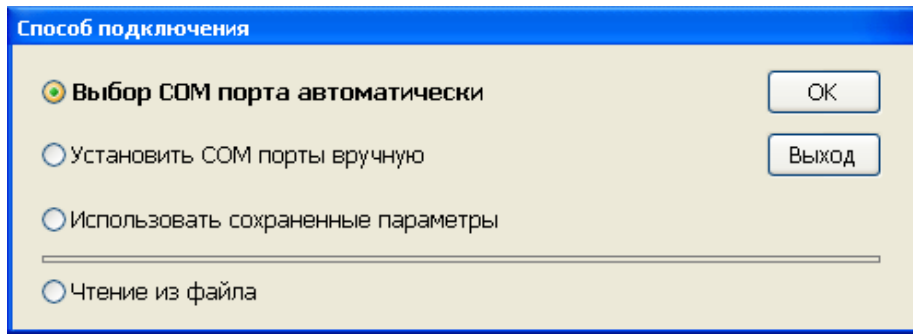 Способ подключения
Выбор COM порта автоматически
OK
Установить COM порты вручную
Выход
Использовать сохраненные параметры
Чтение из файла